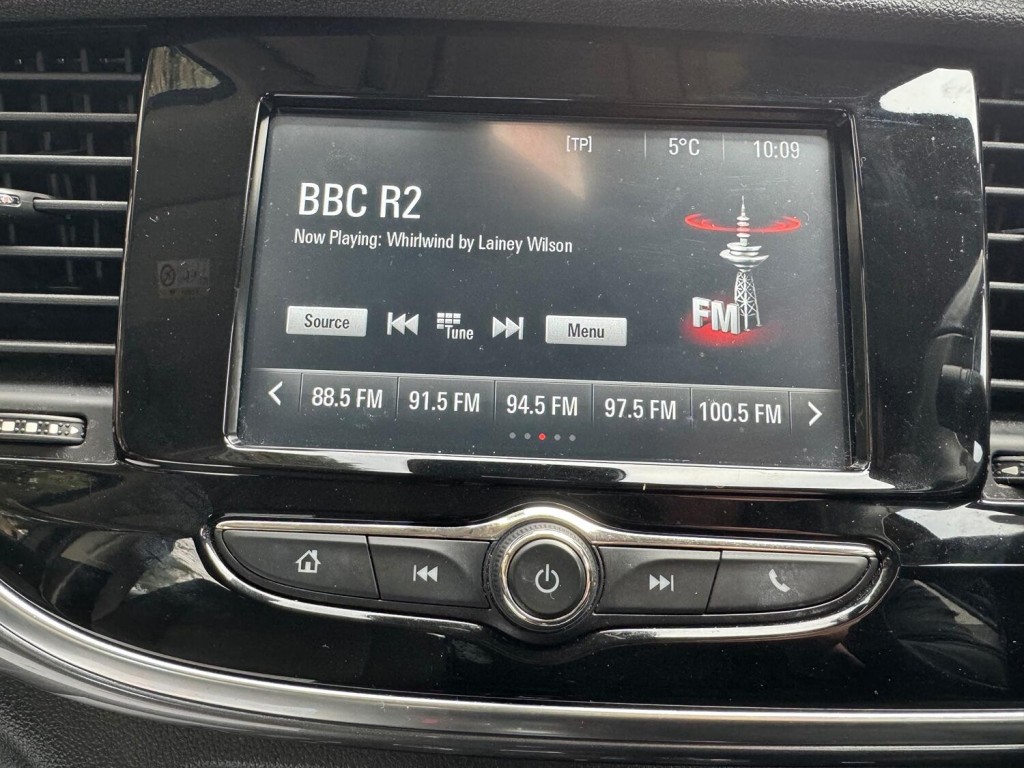 [TP] 5°C 10:09
BBC R2
Now Playing: Whirlwind by Lainey Wilson
FM
Source Tune Menu
88.5 FM 91.5 FM 94.5 FM 97.5 FM 100.5 FM